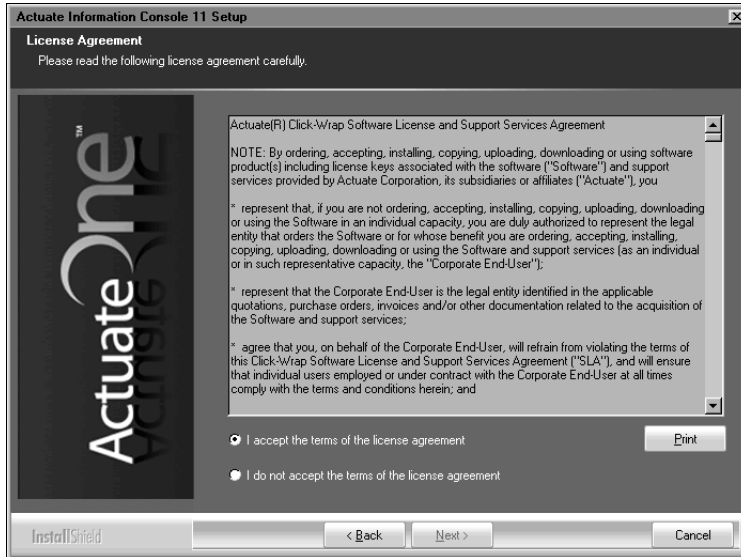 Actuate Information Console 11 Setup
License Agreement
Please read the following license agreement carefully.
ActuateOne™
Actuate(R) Click-Wrap Software License and Support Services Agreement
NOTE: By ordering, accepting, installing, copying, uploading, downloading or using software
product(s) including license keys associated with the software ("Software") and support
services provided by Actuate Corporation, its subsidiaries or affiliates ("Actuate"), you
* represent that, if you are not ordering, accepting, installing, copying, uploading, downloading
or using the Software in an individual capacity, you are duly authorized to represent the legal
entity that orders the Software or for whose benefit you are ordering, accepting, installing,
copying, uploading, downloading or using the Software and support services (as an individual
or in such representative capacity, the "Corporate End-User");
* represent that the Corporate End-User is the legal entity identified in the applicable
quotations, purchase orders, invoices and/or other documentation related to the acquisition of
the Software and support services;
* agree that you, on behalf of the Corporate End-User, will refrain from violating the terms of
this Click-Wrap Software License and Support Services Agreement ("SLA"), and will ensure
that individual users employed or under contract with the Corporate End-User at all times
comply with the terms and conditions herein; and
I accept the terms of the license agreement
Print
I do not accept the terms of the license agreement
InstallShield
< Back
Next >
Cancel